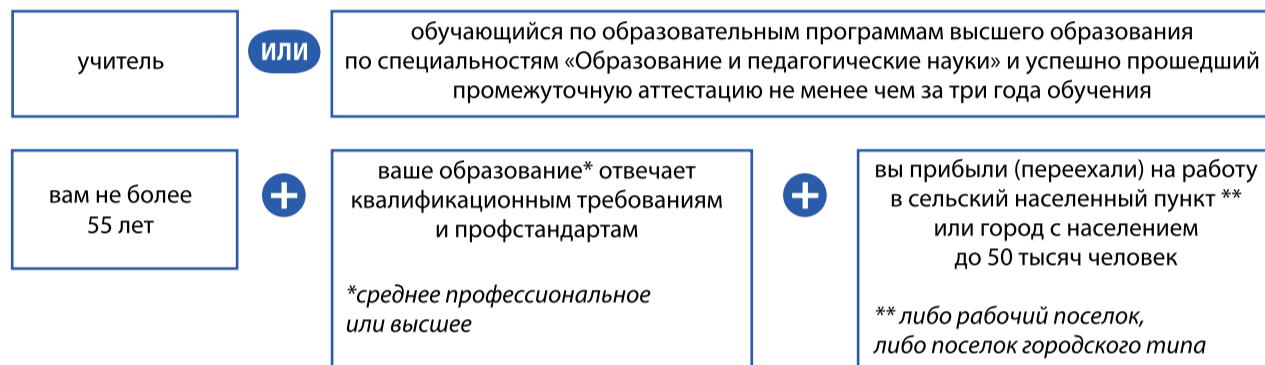 учитель
ИЛИ
обучающийся по образовательным программам высшего образования
по специальностям «Образование и педагогические науки» и успешно прошедший
промежуточную аттестацию не менее чем за три года обучения
вам не более
55 лет
+
ваше образование* отвечает
квалификационным требованиям
и профстандартам
*среднее профессиональное
или высшее
+
вы прибыли (переехали) на работу
в сельский населенный пункт **
или город с населением
до 50 тысяч человек
** либо рабочий поселок,
либо поселок городского типа